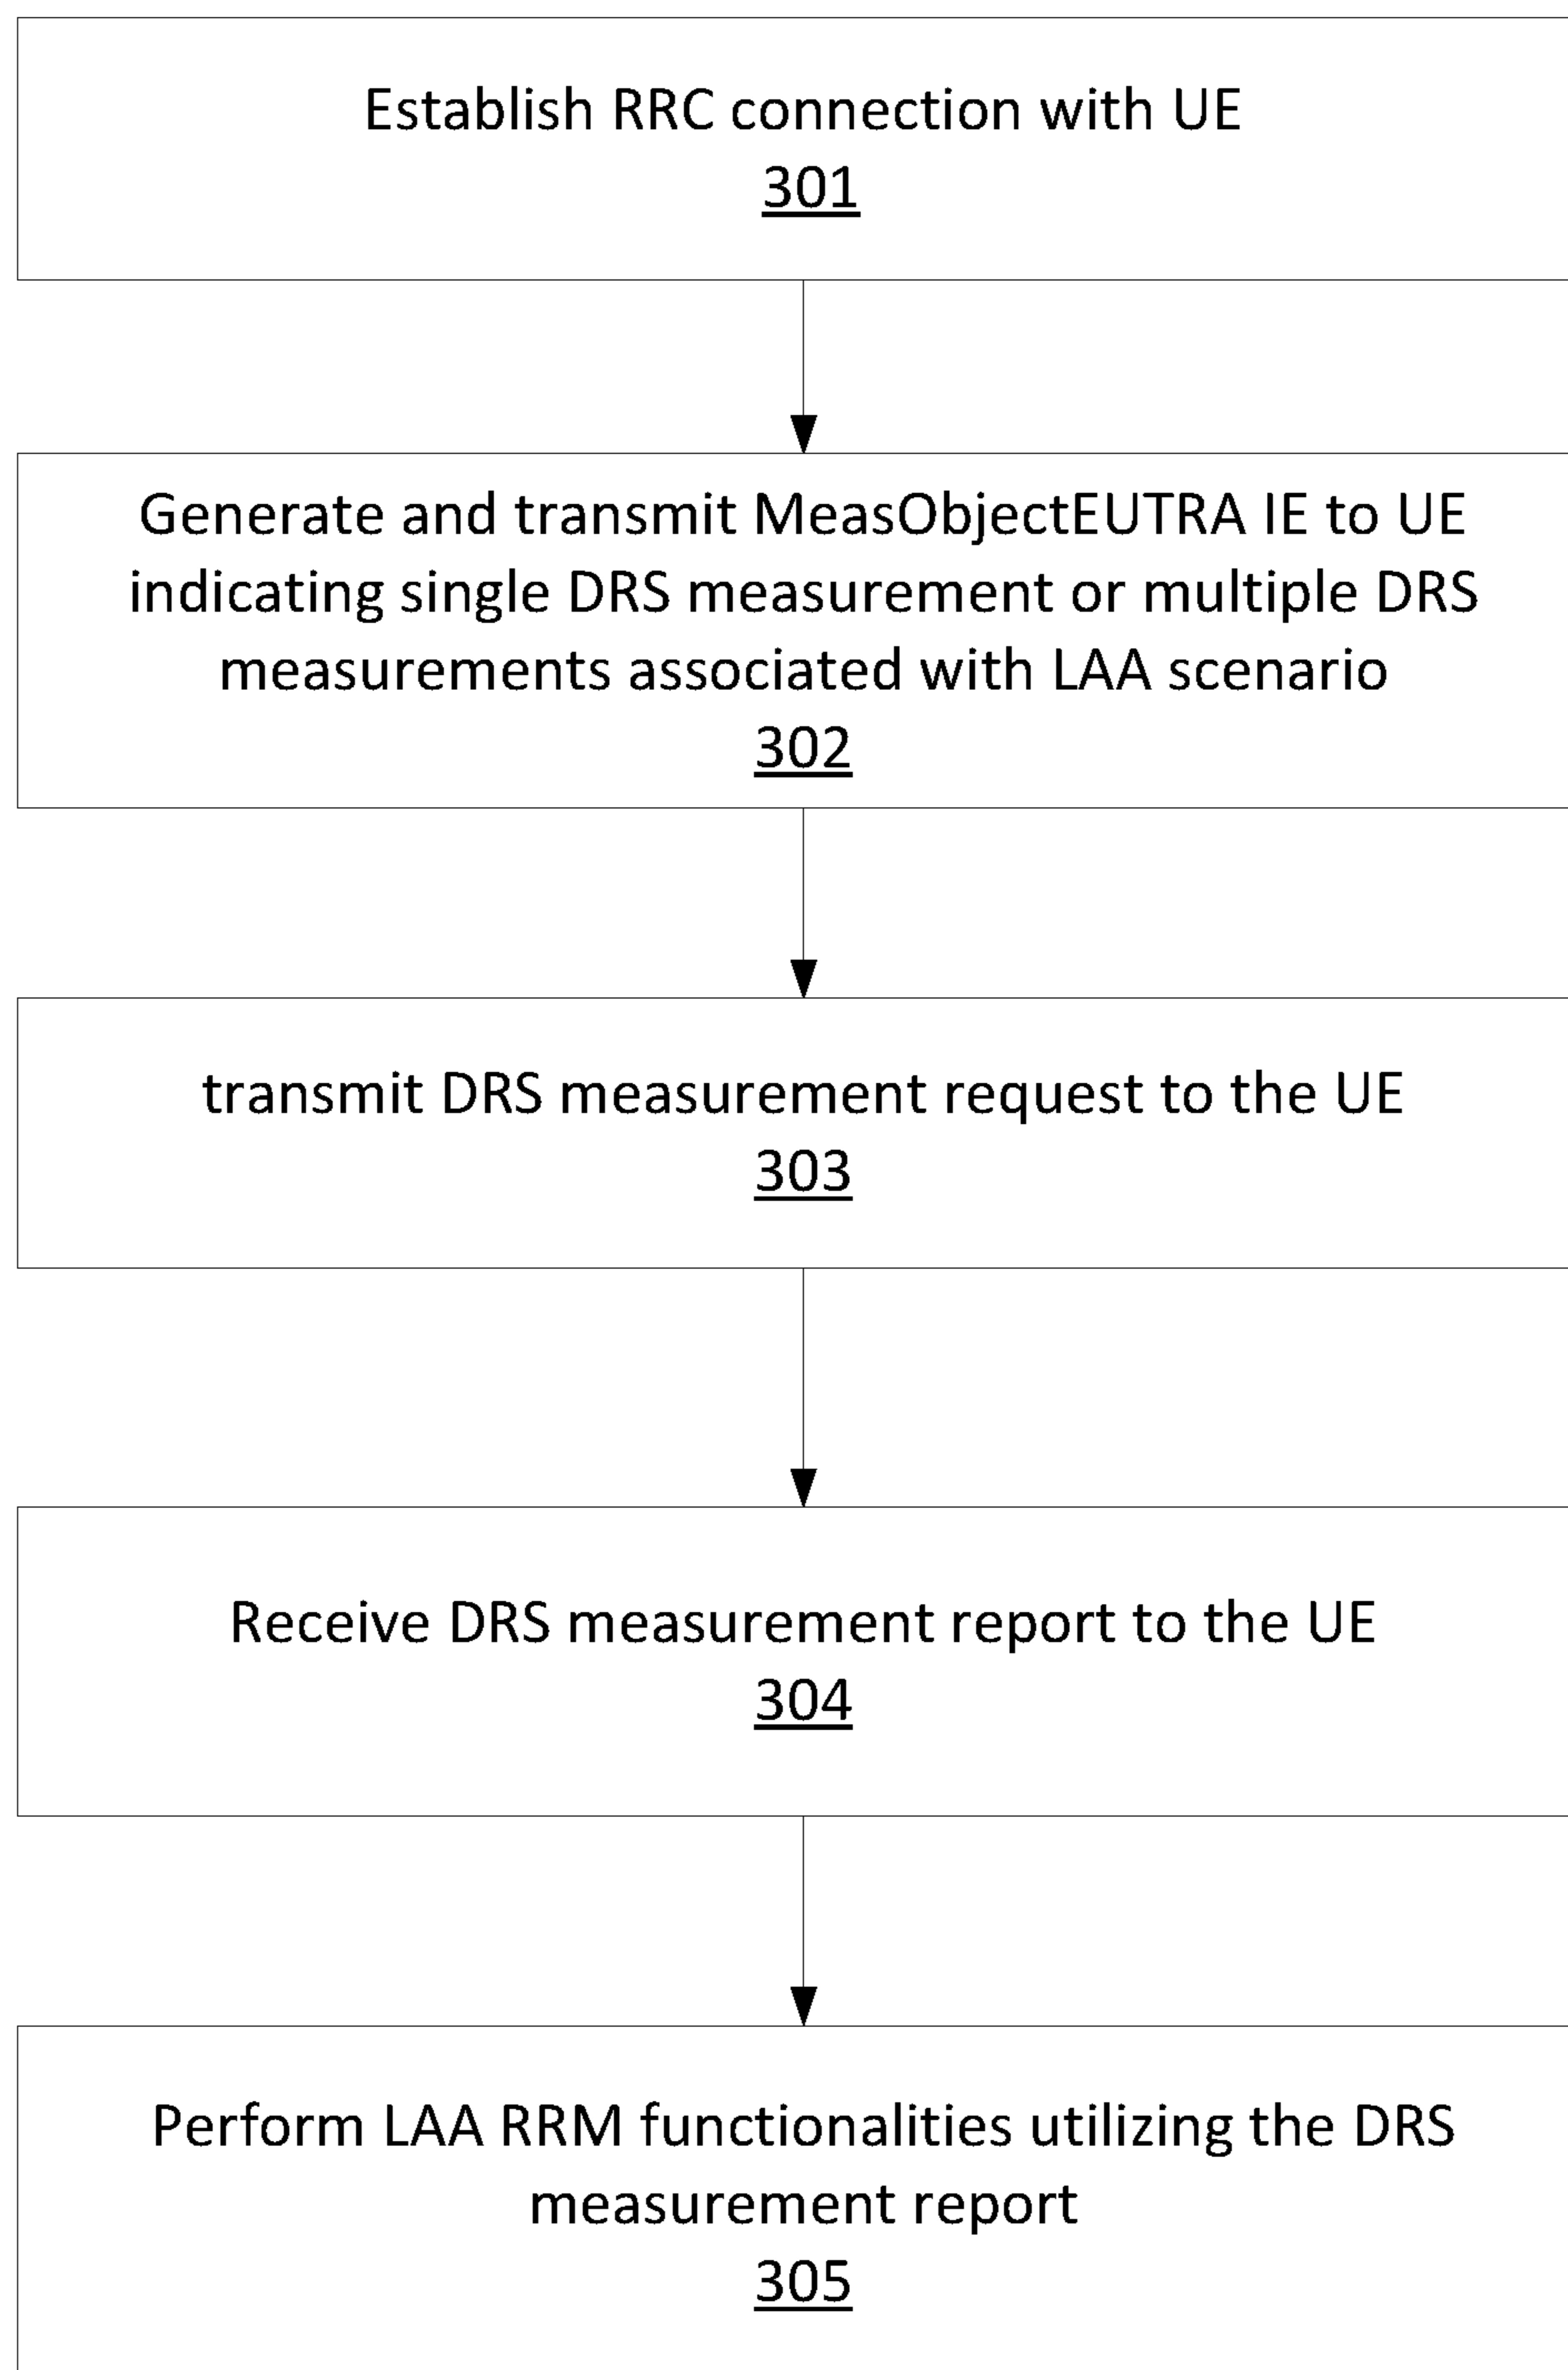 Establish RRC connection with UE
301
Generate and transmit MeasObjectEUTRA IE to UE
indicating single DRS measurement or multiple DRS
measurements associated with LAA scenario
302
transmit DRS measurement request to the UE
303
Receive DRS measurement report to the UE
304
Perform LAA RRM functionalities utilizing the DRS
measurement report
305